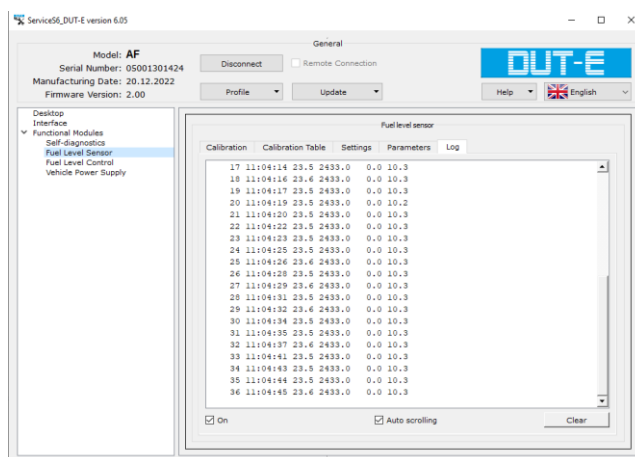 ServiceS6_DUT-E version 6.05
General
Model: AF
Serial Number: 05001301424
Manufacturing Date: 20.12.2022
Firmware Version: 2.00
Disconnect
Remote Connection
Profile
Update
DUT-E
Help
English
Desktop
Interface
Functional Modules
Self-diagnostics
Fuel Level Sensor
Fuel Level Control
Vehicle Power Supply
Fuel level sensor
Calibration
Calibration Table
Settings
Parameters
Log
17 11:04:14 23.5 2433.0 0.0 10.3
18 11:04:16 23.6 2433.0 0.0 10.3
19 11:04:17 23.5 2433.0 0.0 10.3
20 11:04:19 23.5 2433.0 0.0 10.2
21 11:04:20 23.5 2433.0 0.0 10.3
22 11:04:22 23.5 2433.0 0.0 10.3
23 11:04:23 23.5 2433.0 0.0 10.3
24 11:04:25 23.5 2433.0 0.0 10.3
25 11:04:26 23.6 2433.0 0.0 10.3
26 11:04:28 23.5 2433.0 0.0 10.3
27 11:04:29 23.6 2433.0 0.0 10.3
28 11:04:31 23.5 2433.0 0.0 10.3
29 11:04:32 23.6 2433.0 0.0 10.3
30 11:04:34 23.5 2433.0 0.0 10.3
31 11:04:35 23.5 2433.0 0.0 10.3
32 11:04:37 23.6 2433.0 0.0 10.3
33 11:04:41 23.5 2433.0 0.0 10.3
34 11:04:43 23.5 2433.0 0.0 10.3
35 11:04:44 23.5 2433.0 0.0 10.3
36 11:04:45 23.6 2433.0 0.0 10.3
On
Auto scrolling
Clear